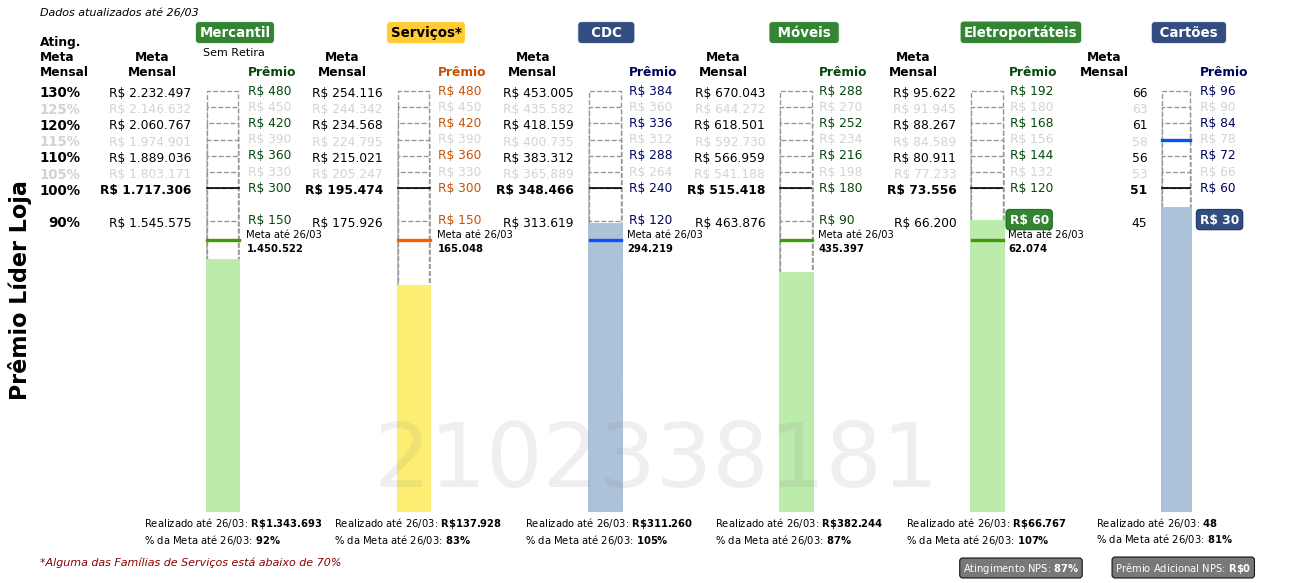 Dados atualizados até 26/03
Mercantil Serviços* CDC Móveis Eletroportáteis Cartões
Sem Retira
Ating. Meta Mensal Meta Mensal Prêmio Meta Mensal Prêmio Meta Mensal Prêmio Meta Mensal Prêmio Meta Mensal Prêmio Meta Mensal Prêmio
130% R$ 2.232.497 R$ 480 R$ 254.116 R$ 480 R$ 453.005 R$ 384 R$ 670.043 R$ 288 R$ 95.622 R$ 192 66 R$ 96
125% R$ 2.146.632 R$ 450 R$ 244.342 R$ 450 R$ 435.582 R$ 360 R$ 644.272 R$ 270 R$ 91.945 R$ 180 63 R$ 90
120% R$ 2.060.767 R$ 420 R$ 234.568 R$ 420 R$ 418.159 R$ 336 R$ 618.501 R$ 252 R$ 88.267 R$ 168 61 R$ 84
115% R$ 1.974.901 R$ 390 R$ 224.795 R$ 390 R$ 400.735 R$ 312 R$ 592.730 R$ 234 R$ 84.589 R$ 156 58 R$ 78
110% R$ 1.889.036 R$ 360 R$ 215.021 R$ 360 R$ 383.312 R$ 288 R$ 566.959 R$ 216 R$ 80.911 R$ 144 56 R$ 72
105% R$ 1.803.171 R$ 330 R$ 205.247 R$ 330 R$ 365.889 R$ 264 R$ 541.188 R$ 198 R$ 77.233 R$ 132 53 R$ 66
100% R$ 1.717.306 R$ 300 R$ 195.474 R$ 300 R$ 348.466 R$ 240 R$ 515.418 R$ 180 R$ 73.556 R$ 120 51 R$ 60
90% R$ 1.545.575 R$ 150 R$ 175.926 R$ 150 R$ 313.619 R$ 120 R$ 463.876 R$ 90 R$ 66.200 R$ 60 45 R$ 30
Meta até 26/03 Meta até 26/03 Meta até 26/03 Meta até 26/03 Meta até 26/03
1.450.522 165.048 294.219 435.397 62.074
Prêmio Líder Loja
2102338181
Realizado até 26/03: R$1.343.693 Realizado até 26/03: R$137.928 Realizado até 26/03: R$311.260 Realizado até 26/03: R$382.244 Realizado até 26/03: R$66.767 Realizado até 26/03: 48
% da Meta até 26/03: 92% % da Meta até 26/03: 83% % da Meta até 26/03: 105% % da Meta até 26/03: 87% % da Meta até 26/03: 107% % da Meta até 26/03: 81%
*Alguma das Famílias de Serviços está abaixo de 70% Atingimento NPS: 87% Prêmio Adicional NPS: R$0